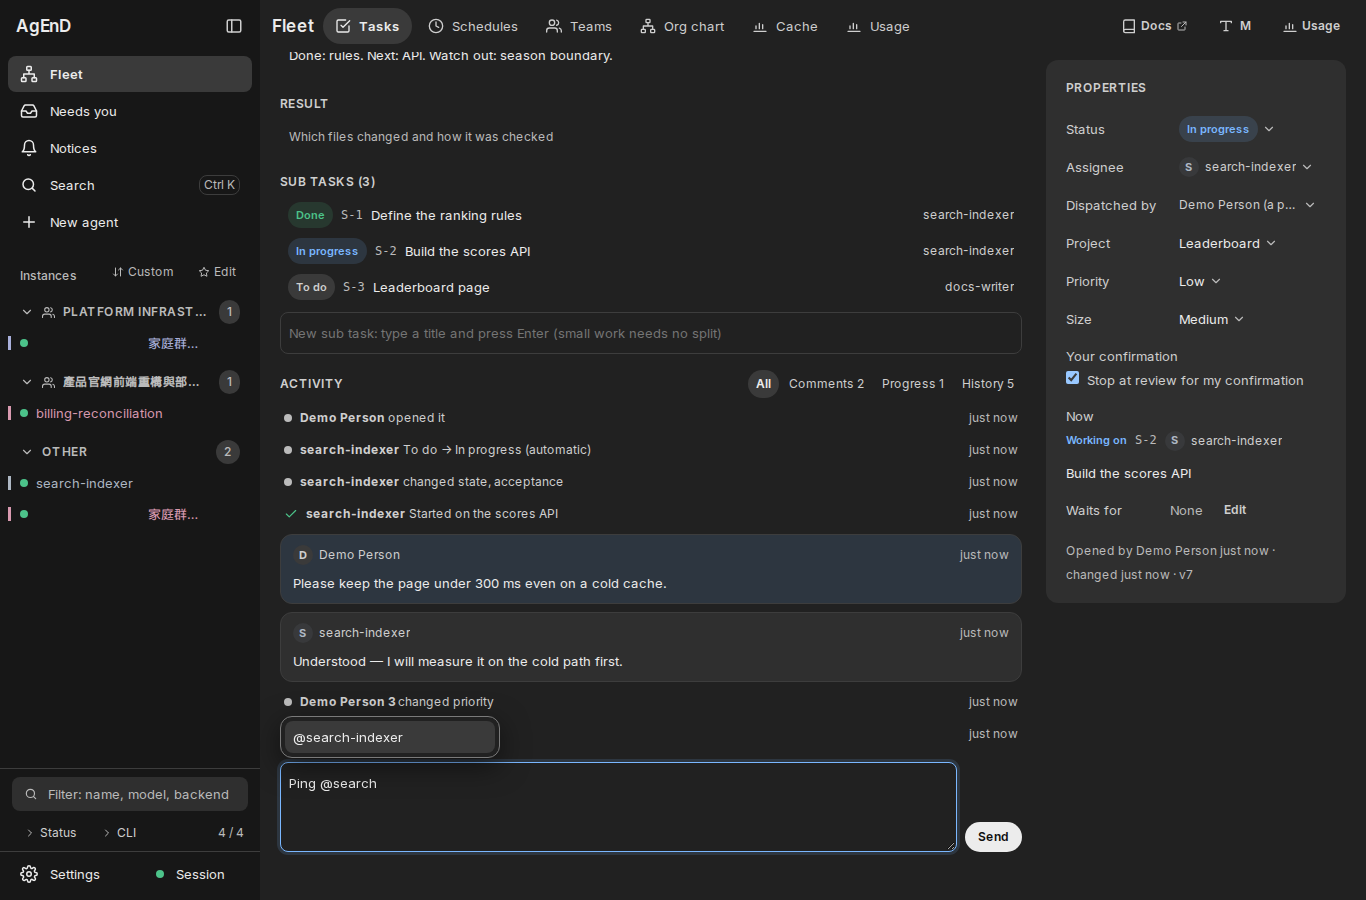 AgEnD
Fleet
Needs you
Notices
Search Ctrl K
New agent
Instances Custom Edit
PLATFORM INFRAST... 1
家庭群...
產品官網前端重構與部... 1
billing-reconciliation
OTHER 2
search-indexer
家庭群...
Filter: name, model, backend
Status CLI 4 / 4
Settings Session
Fleet Tasks Schedules Teams Org chart Cache Usage Docs M Usage
Done: rules. Next: API. Watch out: season boundary.
RESULT
Which files changed and how it was checked
SUB TASKS (3)
Done S-1 Define the ranking rules search-indexer
In progress S-2 Build the scores API search-indexer
To do S-3 Leaderboard page docs-writer
New sub task: type a title and press Enter (small work needs no split)
ACTIVITY All Comments 2 Progress 1 History 5
Demo Person opened it just now
search-indexer To do → In progress (automatic) just now
search-indexer changed state, acceptance just now
search-indexer Started on the scores API just now
D Demo Person just now
Please keep the page under 300 ms even on a cold cache.
S search-indexer just now
Understood — I will measure it on the cold path first.
Demo Person 3 changed priority just now
@search-indexer just now
Ping @search
Send
PROPERTIES
Status In progress
Assignee S search-indexer
Dispatched by Demo Person (a p...
Project Leaderboard
Priority Low
Size Medium
Your confirmation
Stop at review for my confirmation
Now
Working on S-2 S search-indexer
Build the scores API
Waits for None Edit
Opened by Demo Person just now ·
changed just now · v7